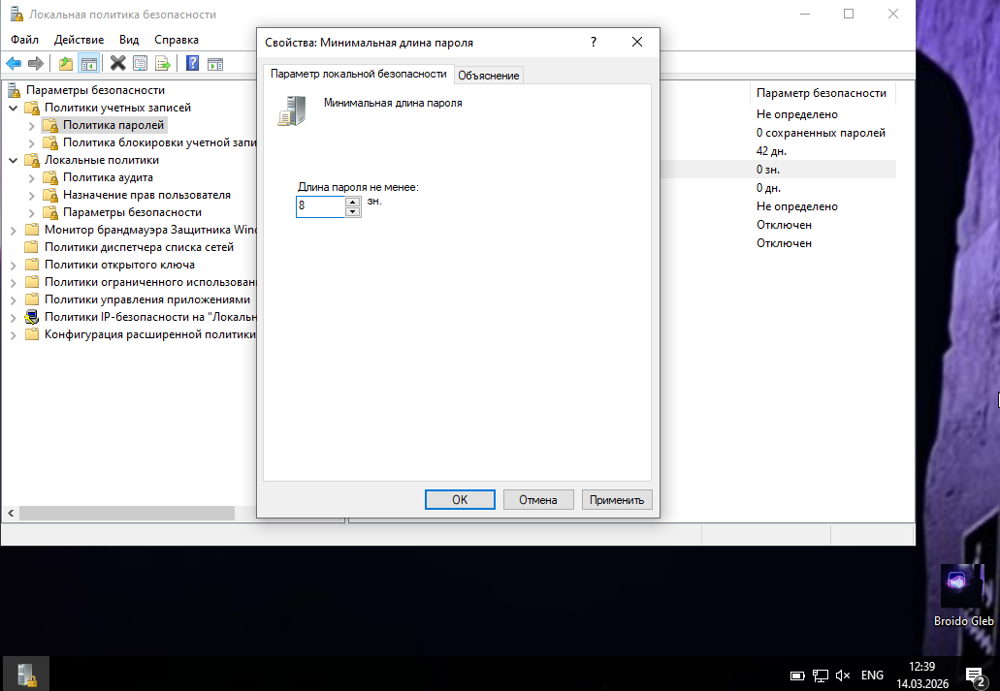 Локальная политика безопасности
Файл Действие Вид Справка
Параметры безопасности
Политики учетных записей
Политика паролей
Политика блокировки учетной запи
Локальные политики
Политика аудита
Назначение прав пользователя
Параметры безопасности
Монитор брандмауэра Защитника Winc
Политики диспетчера списка сетей
Политики открытого ключа
Политики ограниченного использовані
Политики управления приложениями
Политики IP-безопасности на "Локальн
Конфигурация расширенной политики
Свойства: Минимальная длина пароля
?
Параметр локальной безопасности Объяснение
Минимальная длина пароля
Длина пароля не менее:
8 зн.
OK Отмена Применить
Параметр безопасности
Не определено
0 сохраненных паролей
42 дн.
0 зн.
0 дн.
Не определено
Отключен
Отключен
Broido Gleb
ENG
12:39
14.03.2026
2